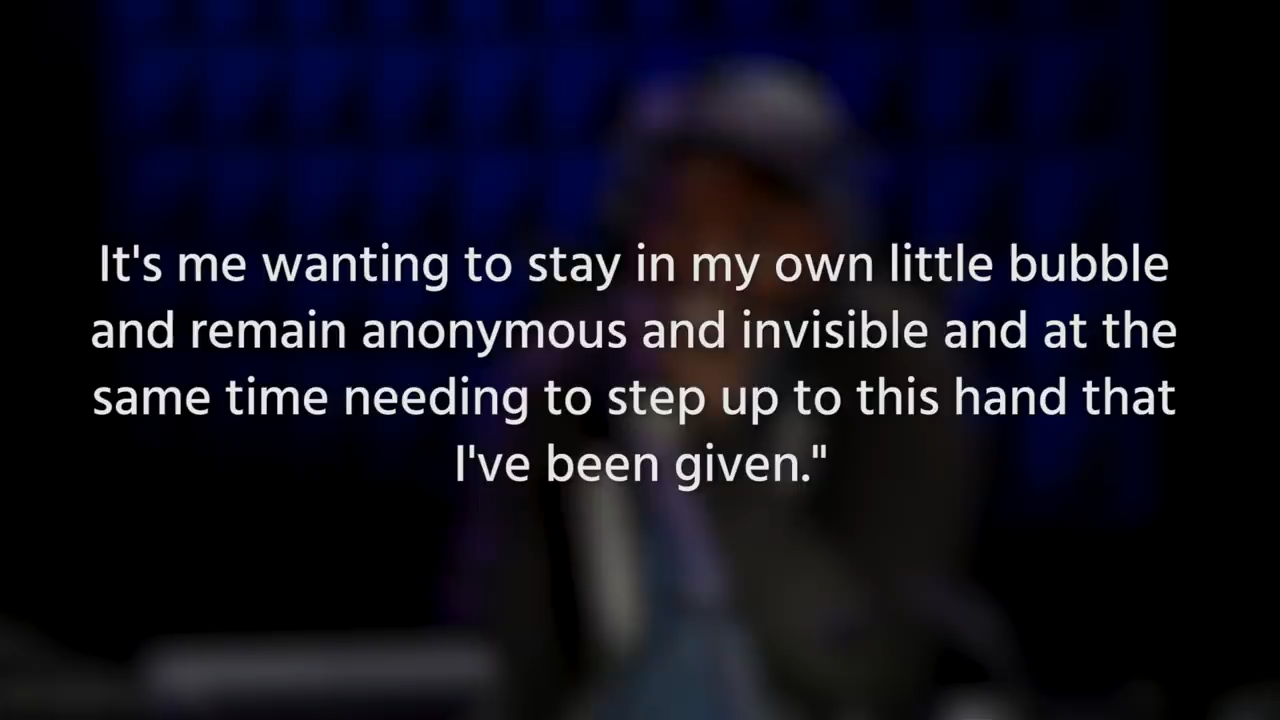 It's me wanting to stay in my own little bubble
and remain anonymous and invisible and at the
same time needing to step up to this hand that
I've been given."